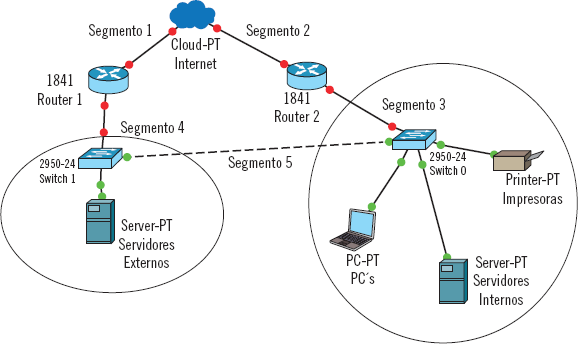 Segmento 1
Segmento 2
Cloud-PT
Internet
1841
Router 1
1841
Router 2
Segmento 3
Segmento 4
2950-24
Switch 1
Segmento 5
2950-24
Switch 0
Printer-PT
Impresoras
Server-PT
Servidores
Externos
PC-PT
PC´s
Server-PT
Servidores
Internos